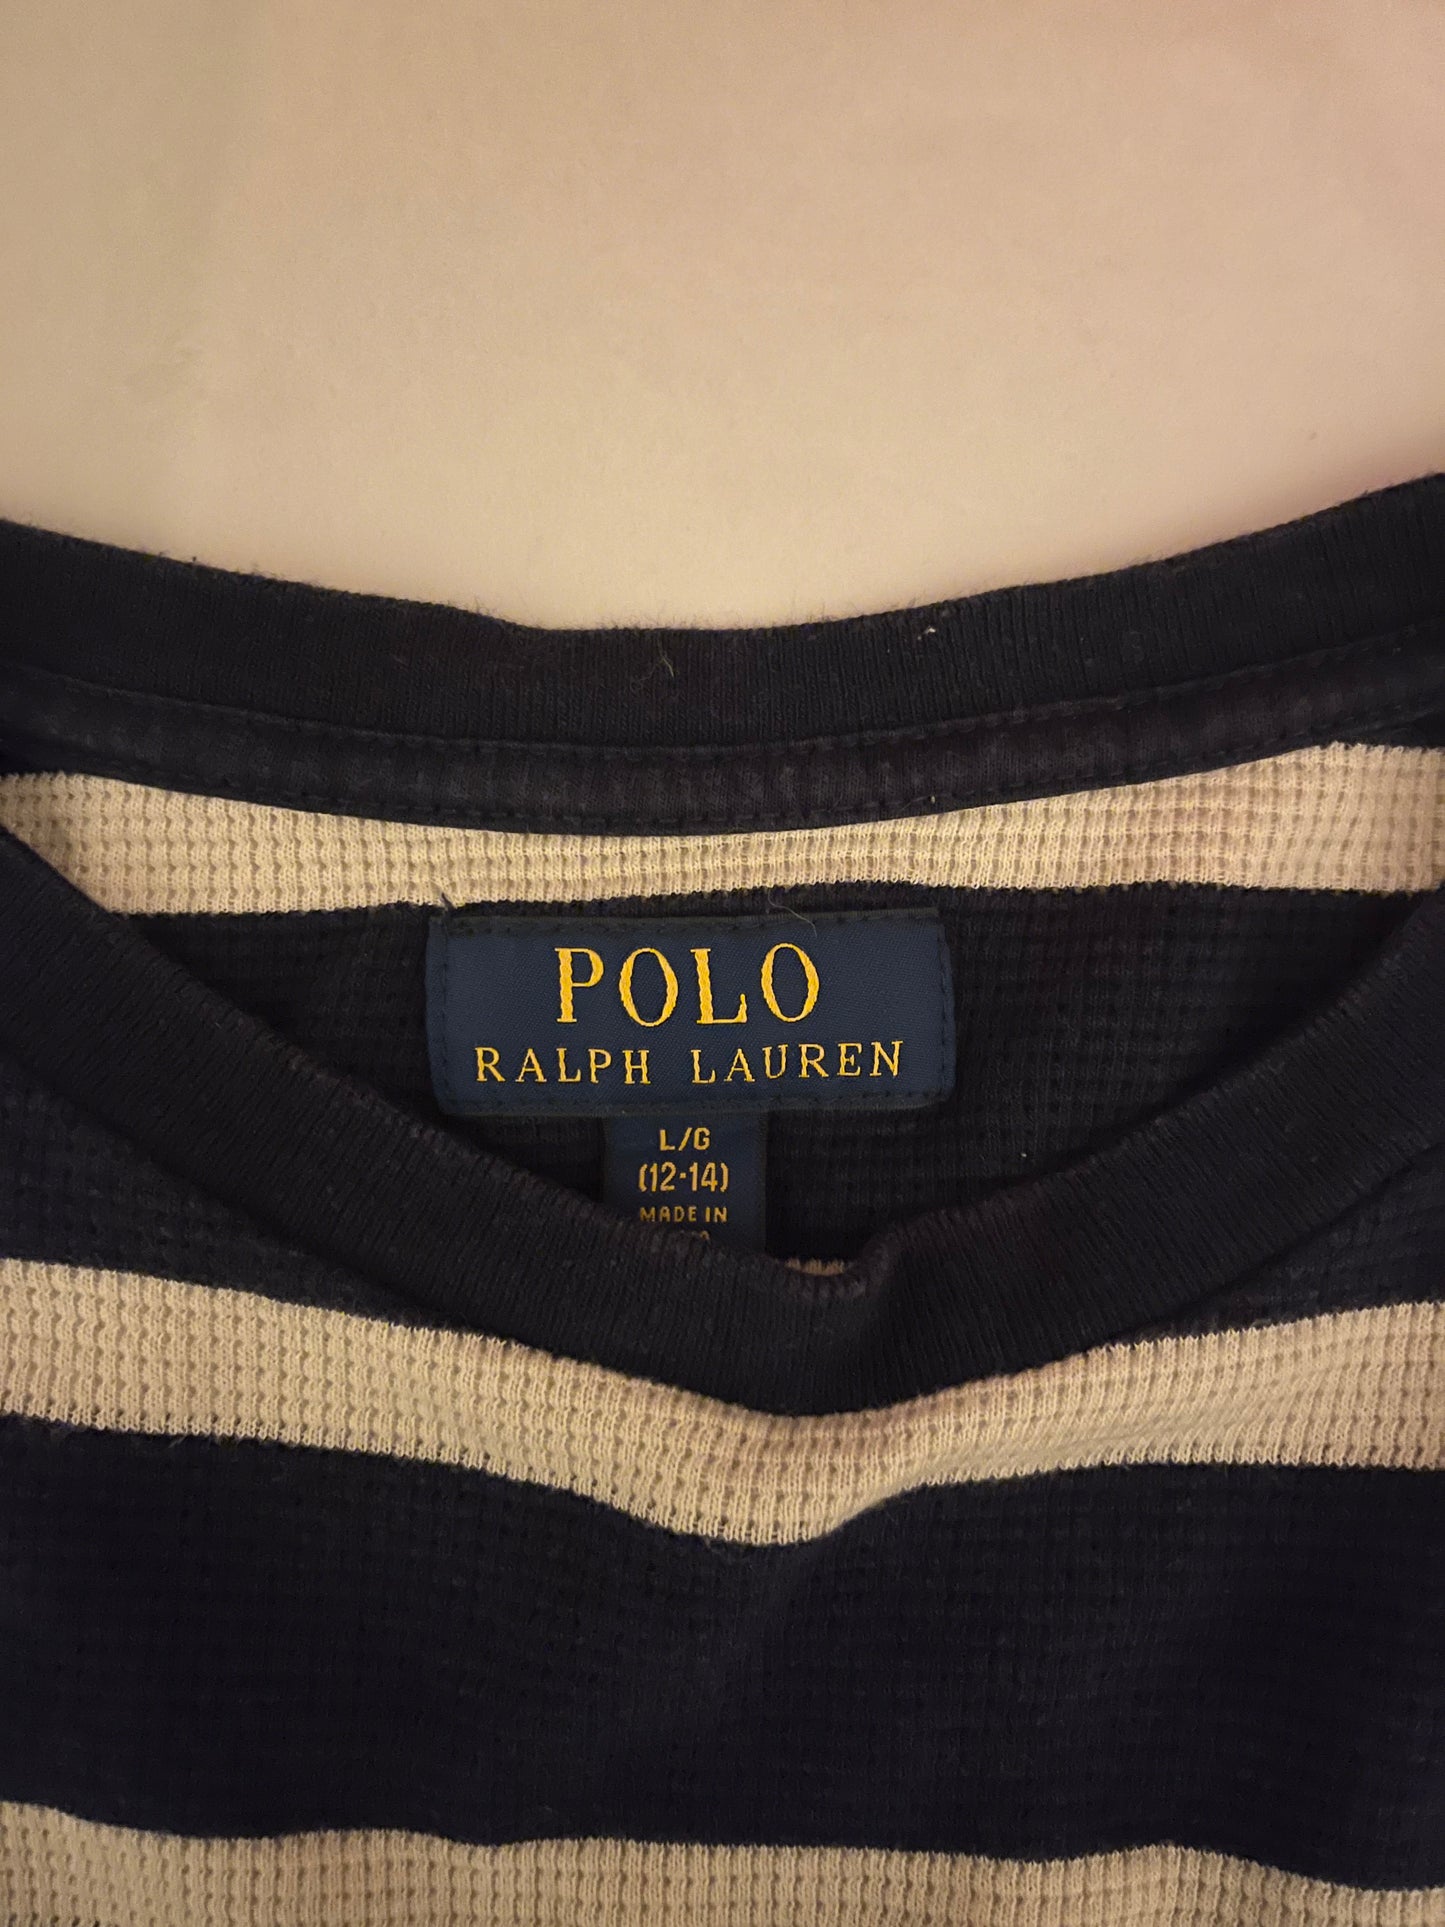 POLO
RALPH LAUREN
L/G
(12-14)
MADE IN